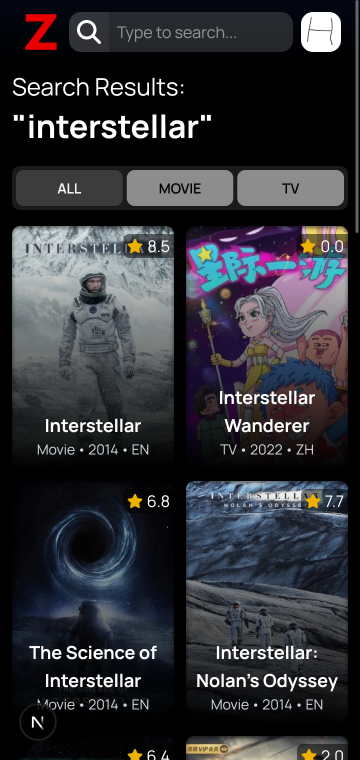 Z
Type to search...
Search Results:
"interstellar"
ALL
MOVIE
TV
8.5
Interstellar
Movie • 2014 • EN
0.0
星际一游
Interstellar
Wanderer
TV • 2022 • ZH
6.8
The Science of
Interstellar
Movie • 2014 • EN
INTERSTELLAR
NOLAN'S ODYSSEY
7.7
Interstellar:
Nolan's Odyssey
Movie • 2014 • EN
N
6.4
2.0